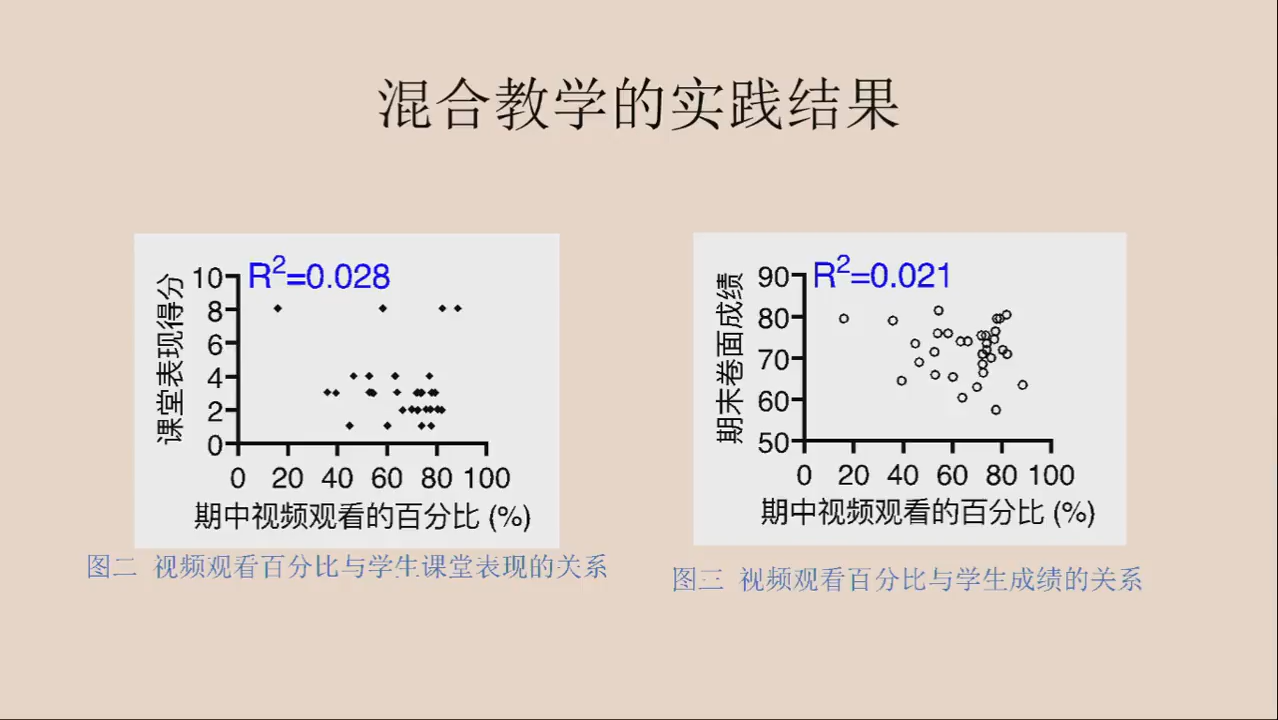 混合教学的实践结果
R²=0.028
课堂表现得分
10
8
6
4
2
0
0 20 40 60 80 100
期中视频观看的百分比 (%)
图二 视频观看百分比与学生课堂表现的关系
R²=0.021
期末卷面成绩
90
80
70
60
50
0 20 40 60 80 100
期中视频观看的百分比 (%)
图三 视频观看百分比与学生成绩的关系